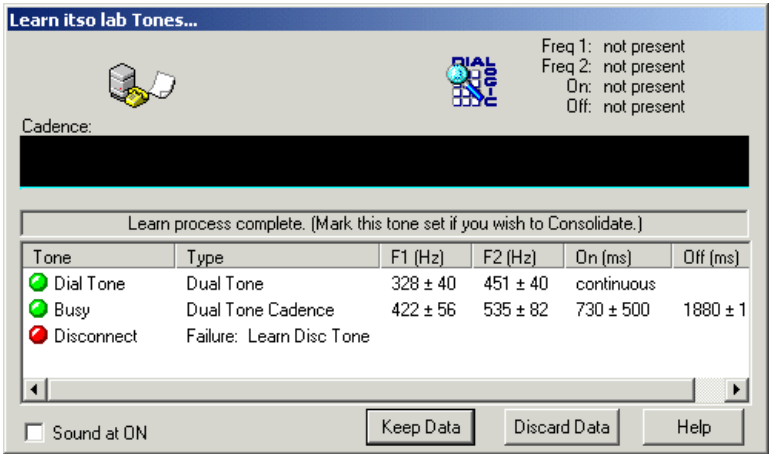 Learn itso lab Tones...
DIALOGIC
Freq 1: not present
Freq 2: not present
On: not present
Off: not present
Cadence:
Learn process complete. (Mark this tone set if you wish to Consolidate.)
Tone Type F1 (Hz) F2 (Hz) On (ms) Off (ms)
Dial Tone Dual Tone 328 ± 40 451 ± 40 continuous
Busy Dual Tone Cadence 422 ± 56 535 ± 82 730 ± 500 1880 ± 1
Disconnect Failure: Learn Disc Tone
Sound at ON Keep Data Discard Data Help